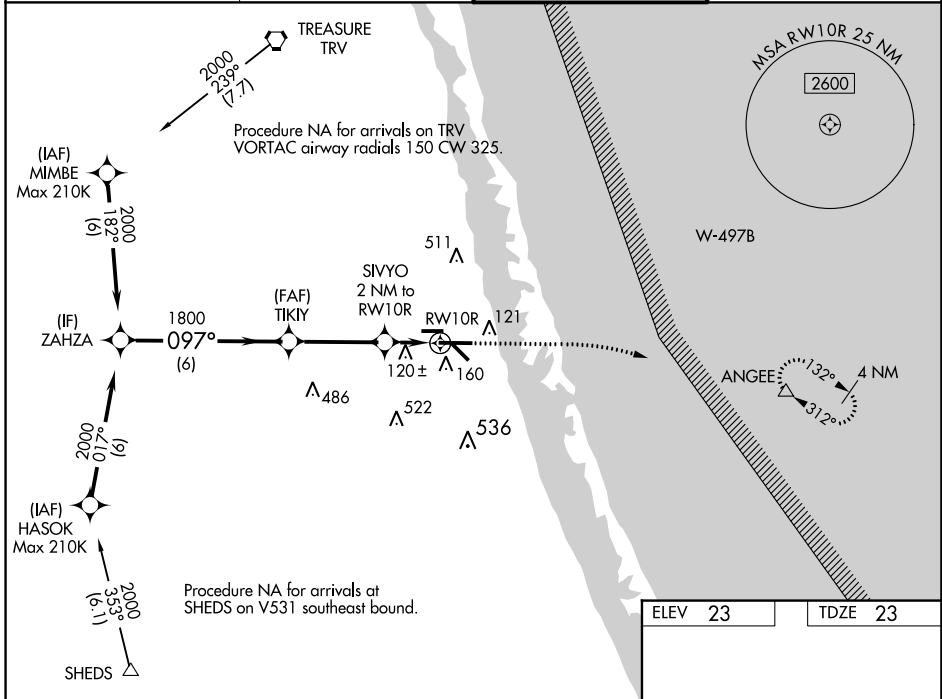 TREASURE
TRV
2000
239°
(7.7)
MSA RW10R 25 NM
2600
Procedure NA for arrivals on TRV
VORTAC airway radials 150 CW 325.
(IAF)
MIMBE
Max 210K
2000
182°
(6)
W-497B
511
SIVYO
2 NM to
RW10R
(FAF)
TIKIY
RW10R
121
(IF)
ZAHZA
1800
097°
(6)
120 ±
160
ANGEE
132°
4 NM
312°
486
522
536
2000
017°
(6)
(IAF)
HASOK
Max 210K
2000
353°
(6.1)
Procedure NA for arrivals at
SHEDS on V531 southeast bound.
SHEDS
ELEV 23
TDZE 23